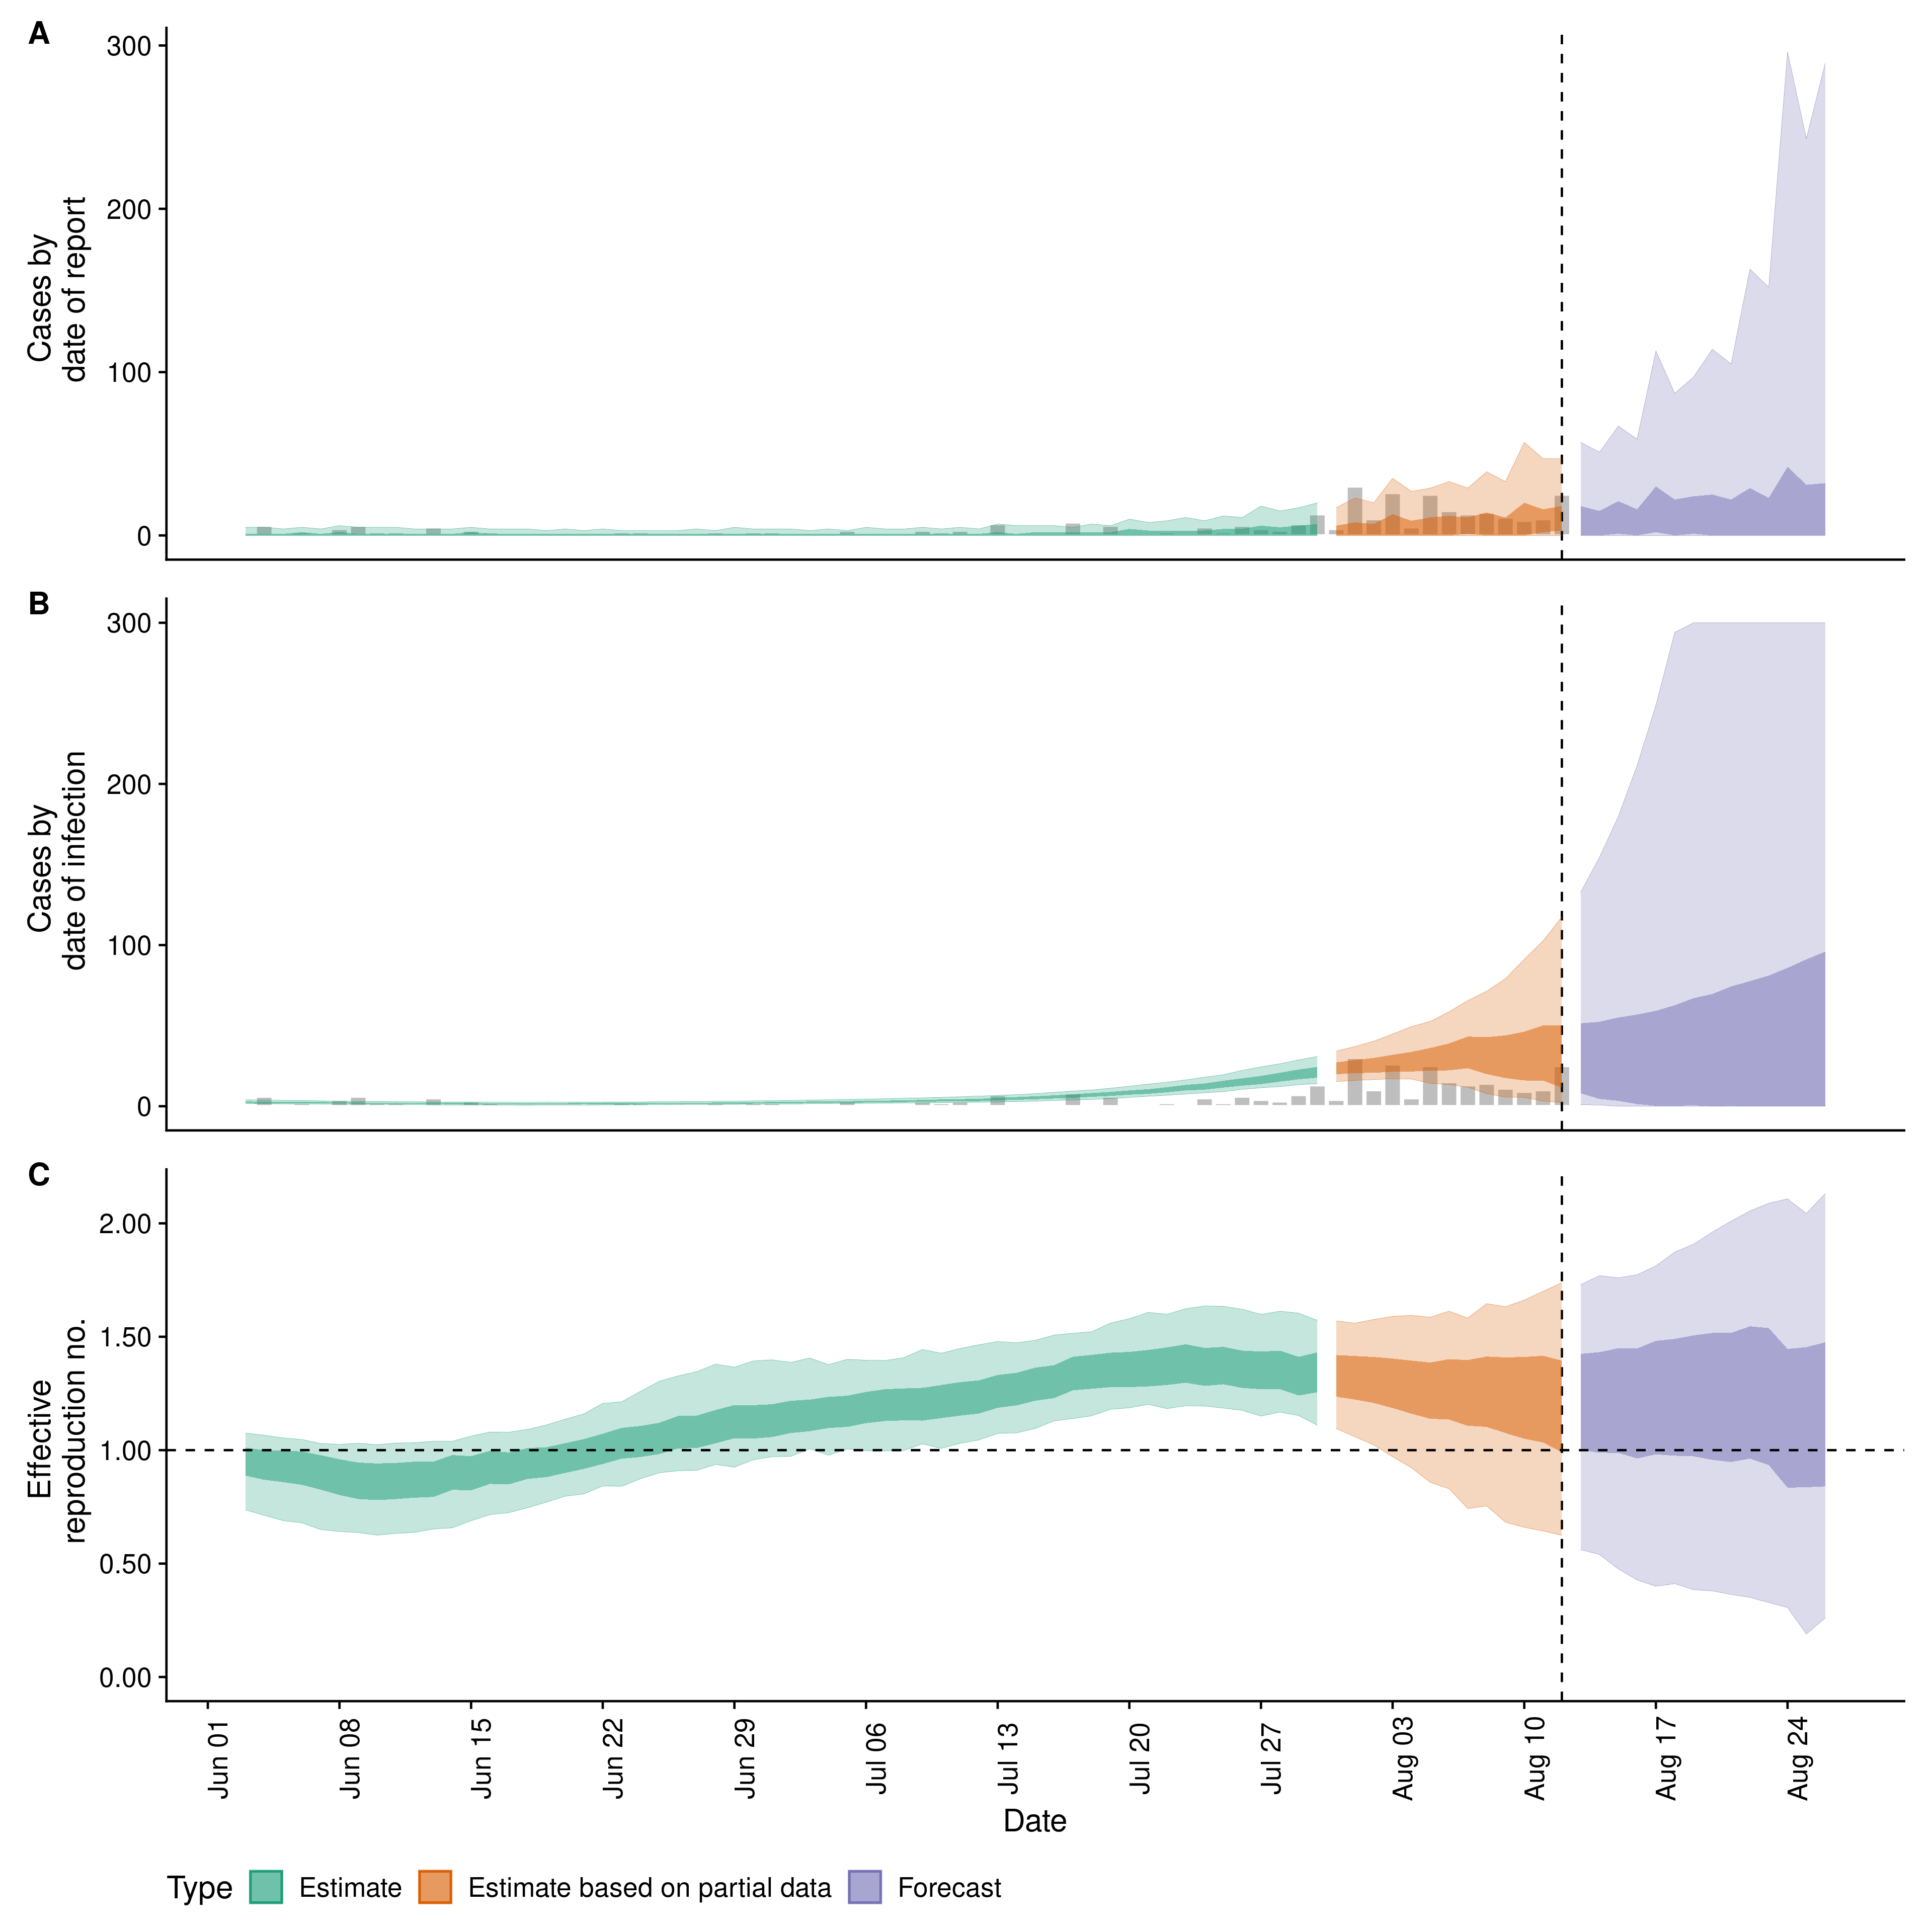 A
Cases by
date of report
300
200
100
0
B
Cases by
date of infection
300
200
100
0
C
Effective
reproduction no.
2.00
1.50
1.00
0.50
0.00
Jun 01
Jun 08
Jun 15
Jun 22
Jun 29
Jul 06
Jul 13
Jul 20
Jul 27
Aug 03
Aug 10
Aug 17
Aug 24
Date
Type Estimate Estimate based on partial data Forecast